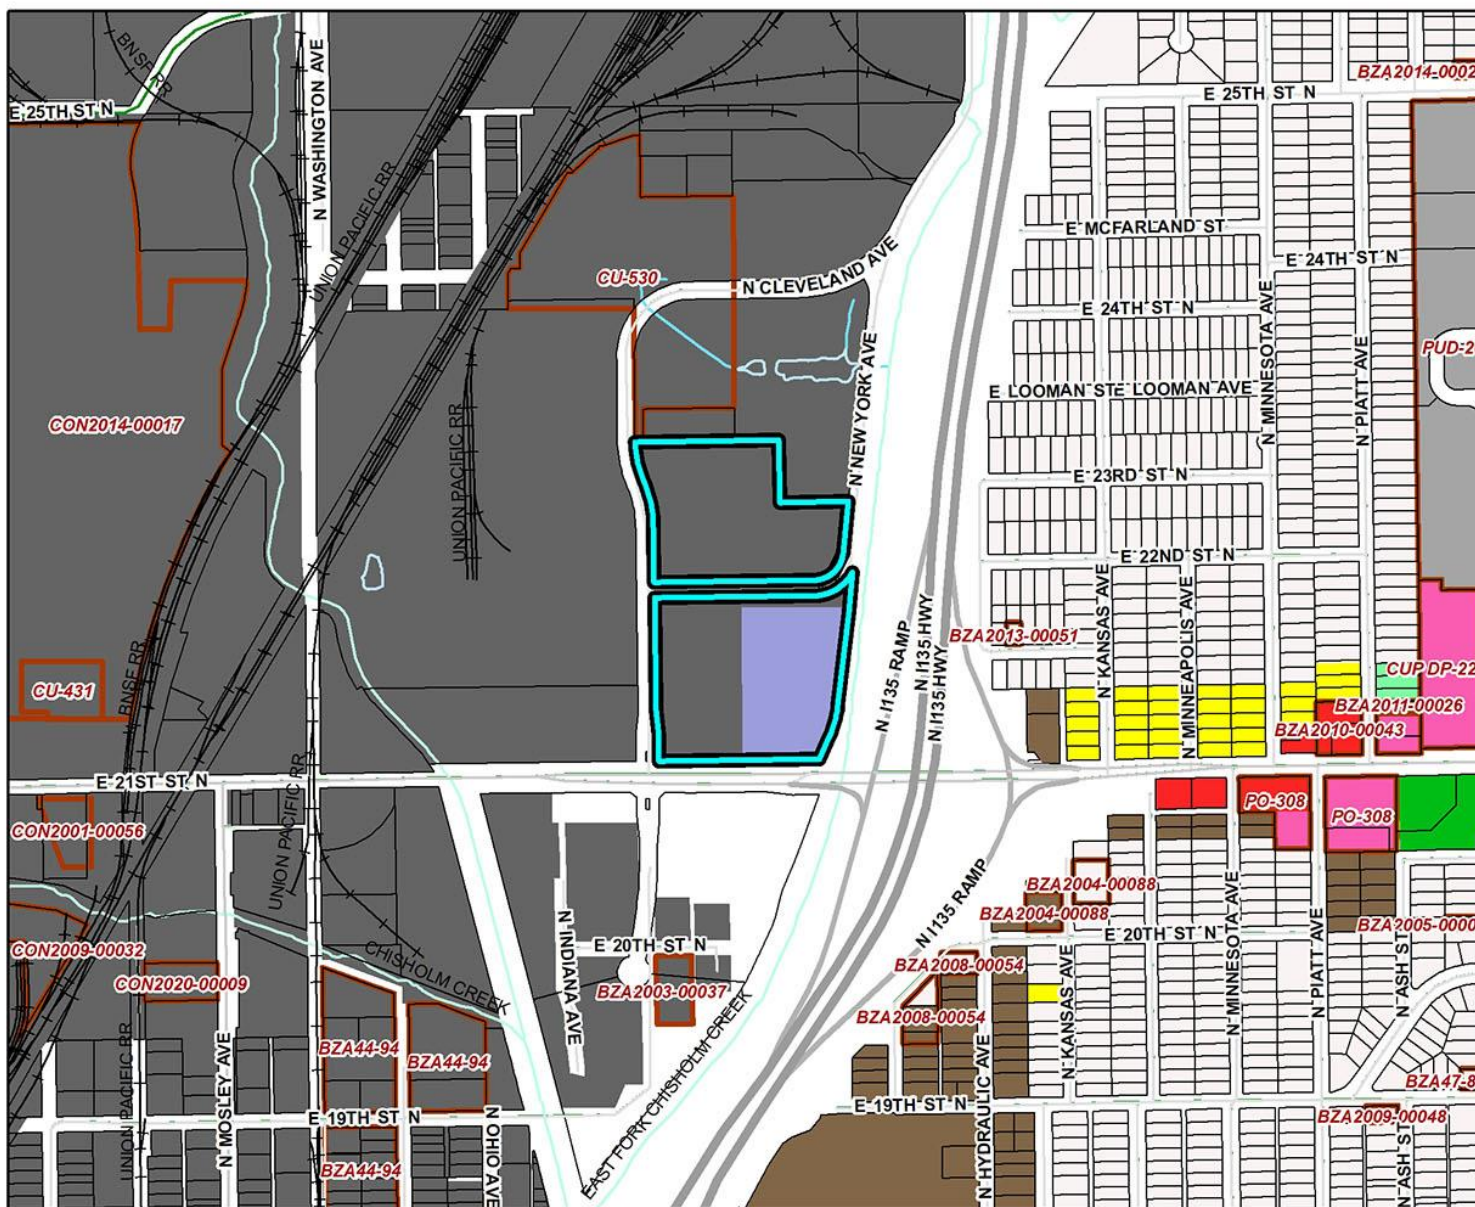 BNSF RR
N WASHINGTON AVE
BZA2014-0002
E 25TH ST N
E 25TH ST N
UNION PACIFIC RR
E MCFARLAND ST
E 24TH ST N
N CLEVELAND AVE
CU-530
E 24TH ST N
N MINNESOTA AVE
N PIATT AVE
PUD-2
N NEW YORK AVE
E LOOMAN ST
E LOOMAN AVE
CON2014-00017
UNION PACIFIC RR
E 23RD ST N
E 22ND ST N
N KANSAS AVE
N MINNEAPOLIS AVE
N I135 RAMP
N I135 HWY
N I135 HWY
BZA2013-00051
BNSF RR
CU-431
CUP DP-22
BZA2011-00026
BZA2010-00043
E 21ST ST N
UNION PACIFIC RR
PO-308
PO-308
CON2001-00056
N I135 RAMP
BZA2004-00088
BZA2004-00088
N MINNESOTA AVE
N PIATT AVE
BZA2005-000
N ASH ST
CON2009-00032
CHISHOLM CREEK
N INDIANA AVE
E 20TH ST N
E 20TH ST N
N KANSAS AVE
BZA2008-00054
CON2020-00009
BZA2003-00037
BZA2008-00054
UNION PACIFIC RR
N MOSLEY AVE
BZA44-94
BZA44-94
EAST FORK CHISHOLM CREEK
N HYDRAULIC AVE
BZA47-8
E 19TH ST N
E 19TH ST N
BZA2009-00048
N OHIO AVE
BZA44-94
N ASH ST